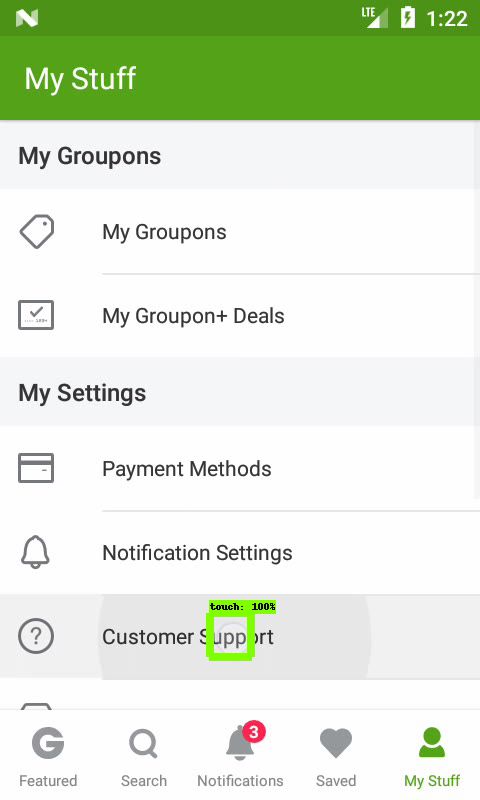 LTE 1:22
My Stuff
My Groupons
My Groupons
My Groupon+ Deals
My Settings
Payment Methods
Notification Settings
touch: 100%
Customer Support
3
G
Featured
Search
Notifications
Saved
My Stuff